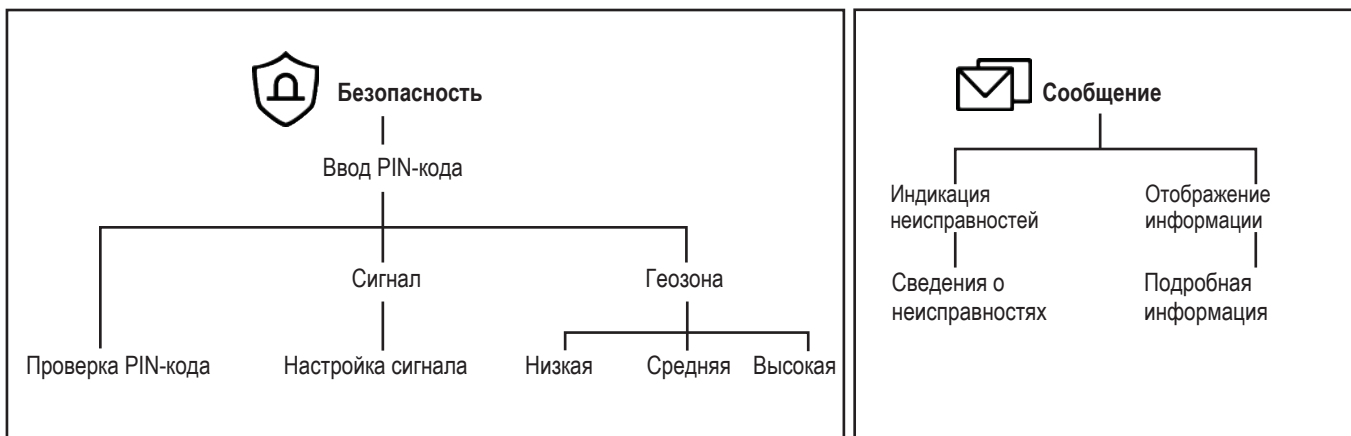 Безопасность
Ввод PIN-кода
Сигнал
Геозона
Проверка PIN-кода
Настройка сигнала
Низкая
Средняя
Высокая
Сообщение
Индикация
неисправностей
Отображение
информации
Сведения о
неисправностях
Подробная
информация